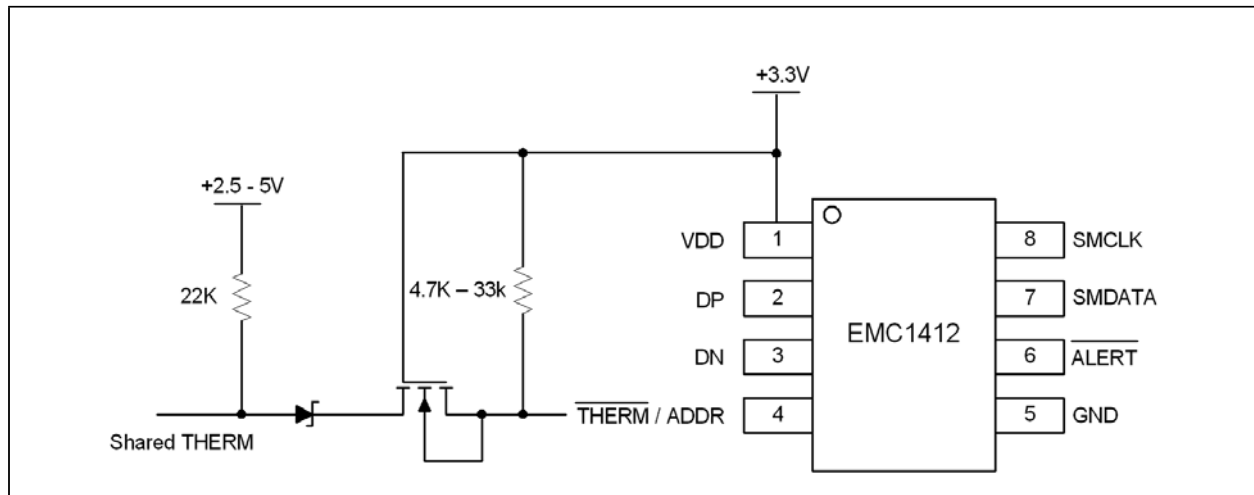 +3.3V
+2.5 - 5V
22K
4.7K – 33k
Shared THERM
THERM / ADDR
VDD
DP
DN
1
2
3
4
EMC1412
8
7
6
5
SMCLK
SMDATA
ALERT
GND